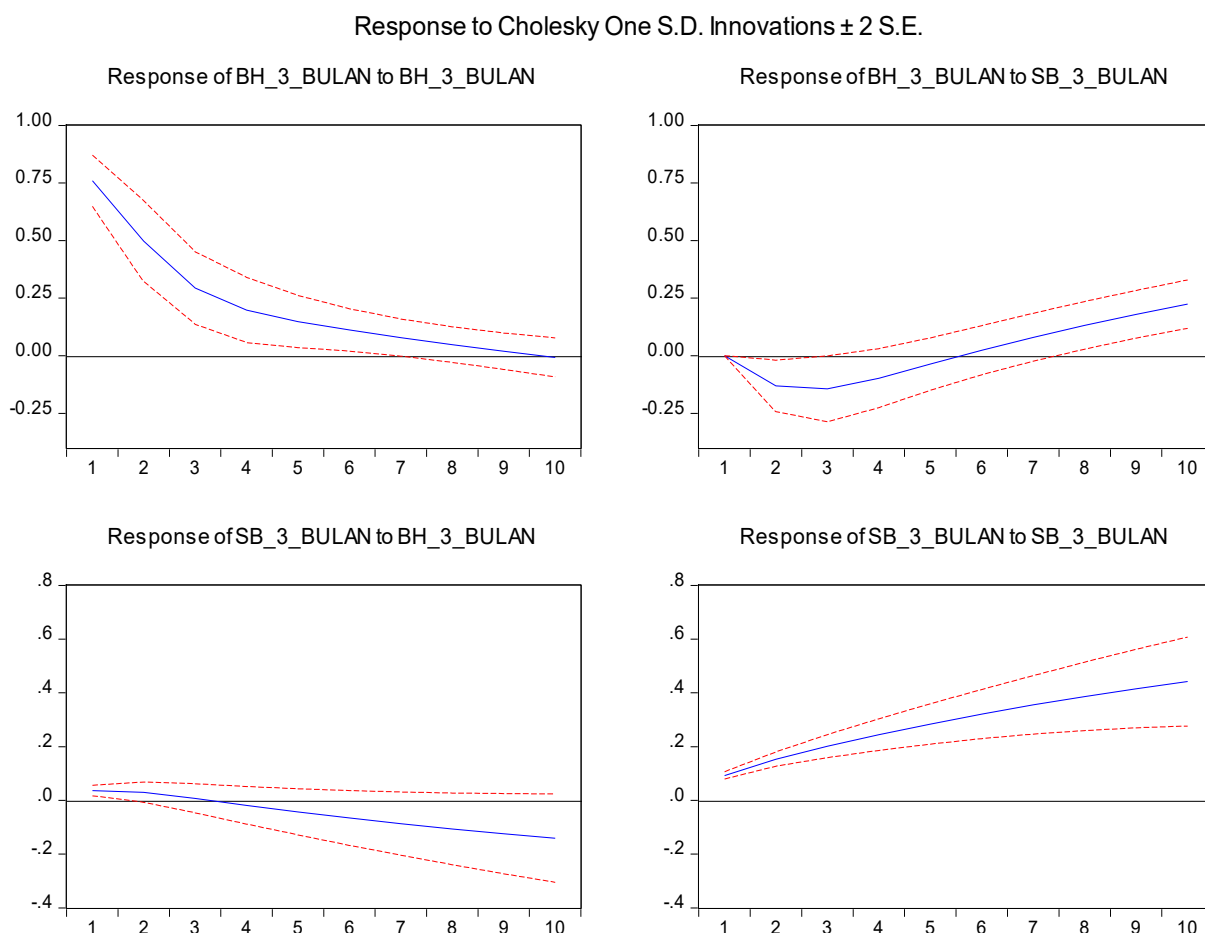 Response to Cholesky One S.D. Innovations ± 2 S.E.
Response of BH_3_BULAN to BH_3_BULAN
1.00
0.75
0.50
0.25
0.00
-0.25
1 2 3 4 5 6 7 8 9 10
Response of BH_3_BULAN to SB_3_BULAN
1.00
0.75
0.50
0.25
0.00
-0.25
1 2 3 4 5 6 7 8 9 10
Response of SB_3_BULAN to BH_3_BULAN
.8
.6
.4
.2
.0
-.2
-.4
1 2 3 4 5 6 7 8 9 10
Response of SB_3_BULAN to SB_3_BULAN
.8
.6
.4
.2
.0
-.2
-.4
1 2 3 4 5 6 7 8 9 10